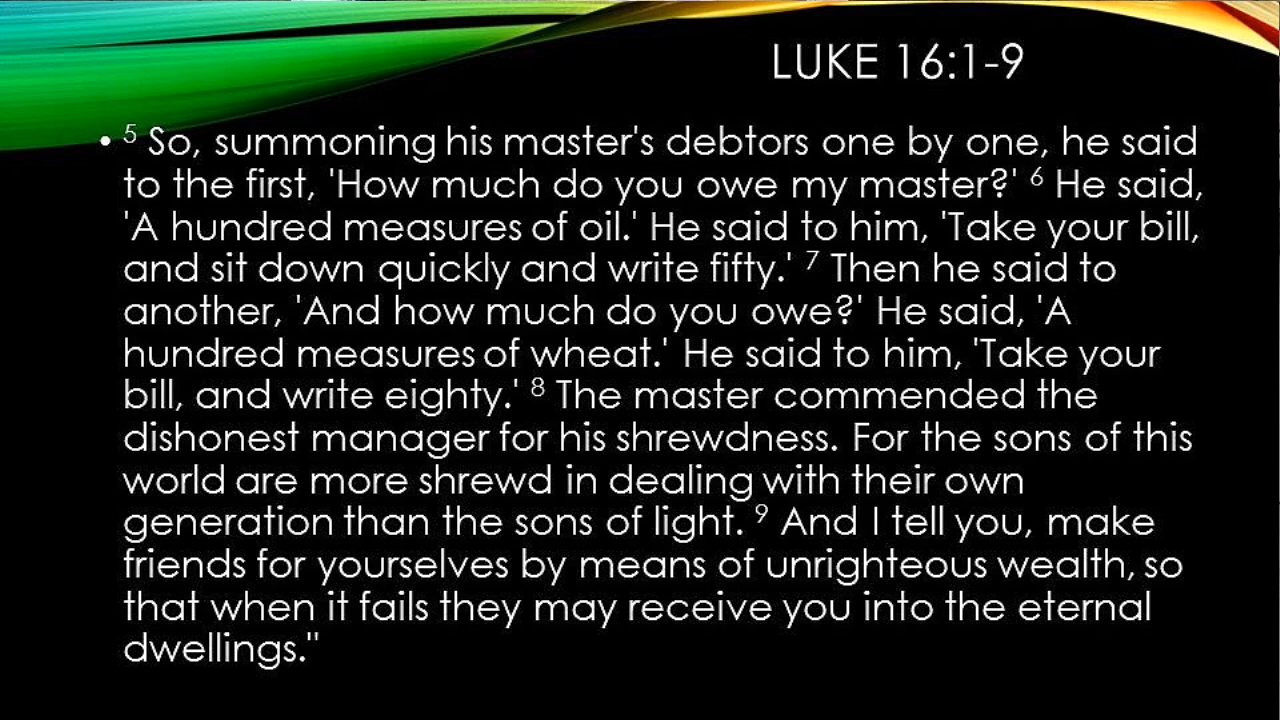 LUKE 16:1-9
• ⁵ So, summoning his master's debtors one by one, he said
to the first, 'How much do you owe my master?' ⁶ He said,
'A hundred measures of oil.' He said to him, 'Take your bill,
and sit down quickly and write fifty.' ⁷ Then he said to
another, 'And how much do you owe?' He said, 'A
hundred measures of wheat.' He said to him, 'Take your
bill, and write eighty.' ⁸ The master commended the
dishonest manager for his shrewdness. For the sons of this
world are more shrewd in dealing with their own
generation than the sons of light. ⁹ And I tell you, make
friends for yourselves by means of unrighteous wealth, so
that when it fails they may receive you into the eternal
dwellings."